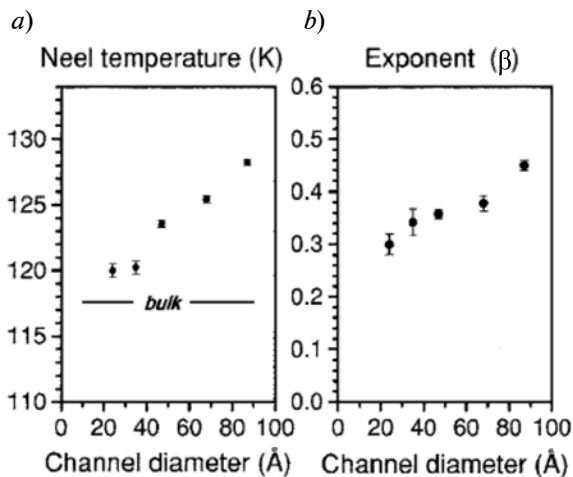 a)
Neel temperature (K)
130
125
120
115
110
bulk
0 20 40 60 80 100
Channel diameter (Å)
b)
Exponent (β)
0.6
0.5
0.4
0.3
0.2
0.1
0.0
0 20 40 60 80 100
Channel diameter (Å)